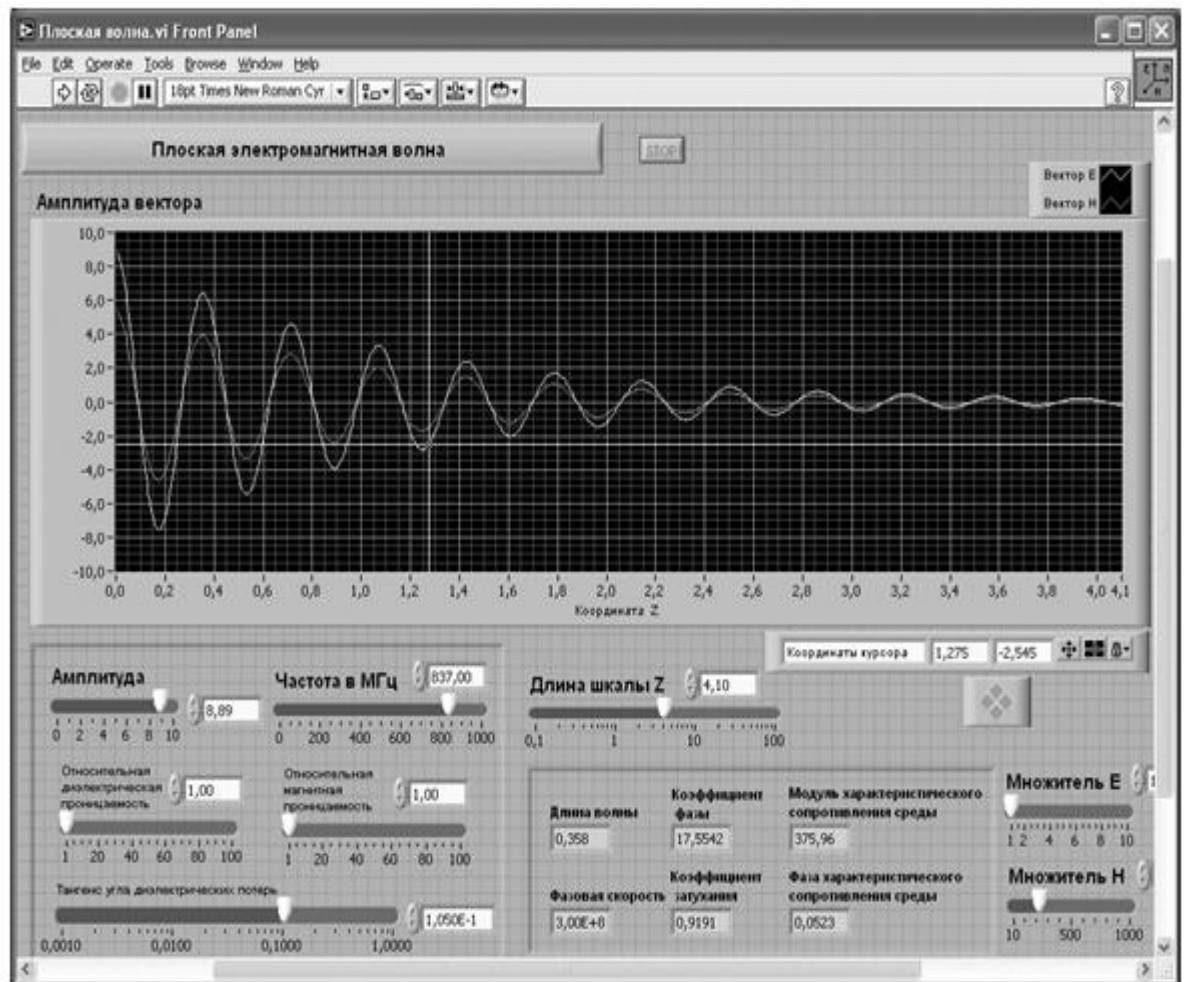 Плоская волна.vi Front Panel
File Edit Operate Tools Browse Window Help
18pt Times New Roman Cyr
Плоская электромагнитная волна
STOP
Вектор E
Вектор H
Амплитуда вектора
10,0
8,0
6,0
4,0
2,0
0,0
-2,0
-4,0
-6,0
-8,0
-10,0
0,0 0,2 0,4 0,6 0,8 1,0 1,2 1,4 1,6 1,8 2,0 2,2 2,4 2,6 2,8 3,0 3,2 3,4 3,6 3,8 4,0 4,1
Координата Z
Координаты курсора 1,275 -2,545
Амплитуда
8,89
0 2 4 6 8 10
Частота в МГц 837,00
0 200 400 600 800 1000
Длина шкалы Z 4,10
0,1 1 10 100
Относительная
диэлектрическая
проницаемость
1,00
1 20 40 60 80 100
Относительная
магнитная
проницаемость
1,00
1 20 40 60 80 100
Тангенс угла диэлектрических потерь
1,050E-1
0,0010 0,0100 0,1000 1,0000
Длина волны
0,358
Коэффициент
фазы
17,5542
Модуль характеристического
сопротивления среды
375,96
Фазовая скорость
3,00E+8
Коэффициент
затухания
0,9191
Фаза характеристического
сопротивления среды
0,0523
Множитель E
1 2 4 6 8 10
Множитель H
10 500 1000